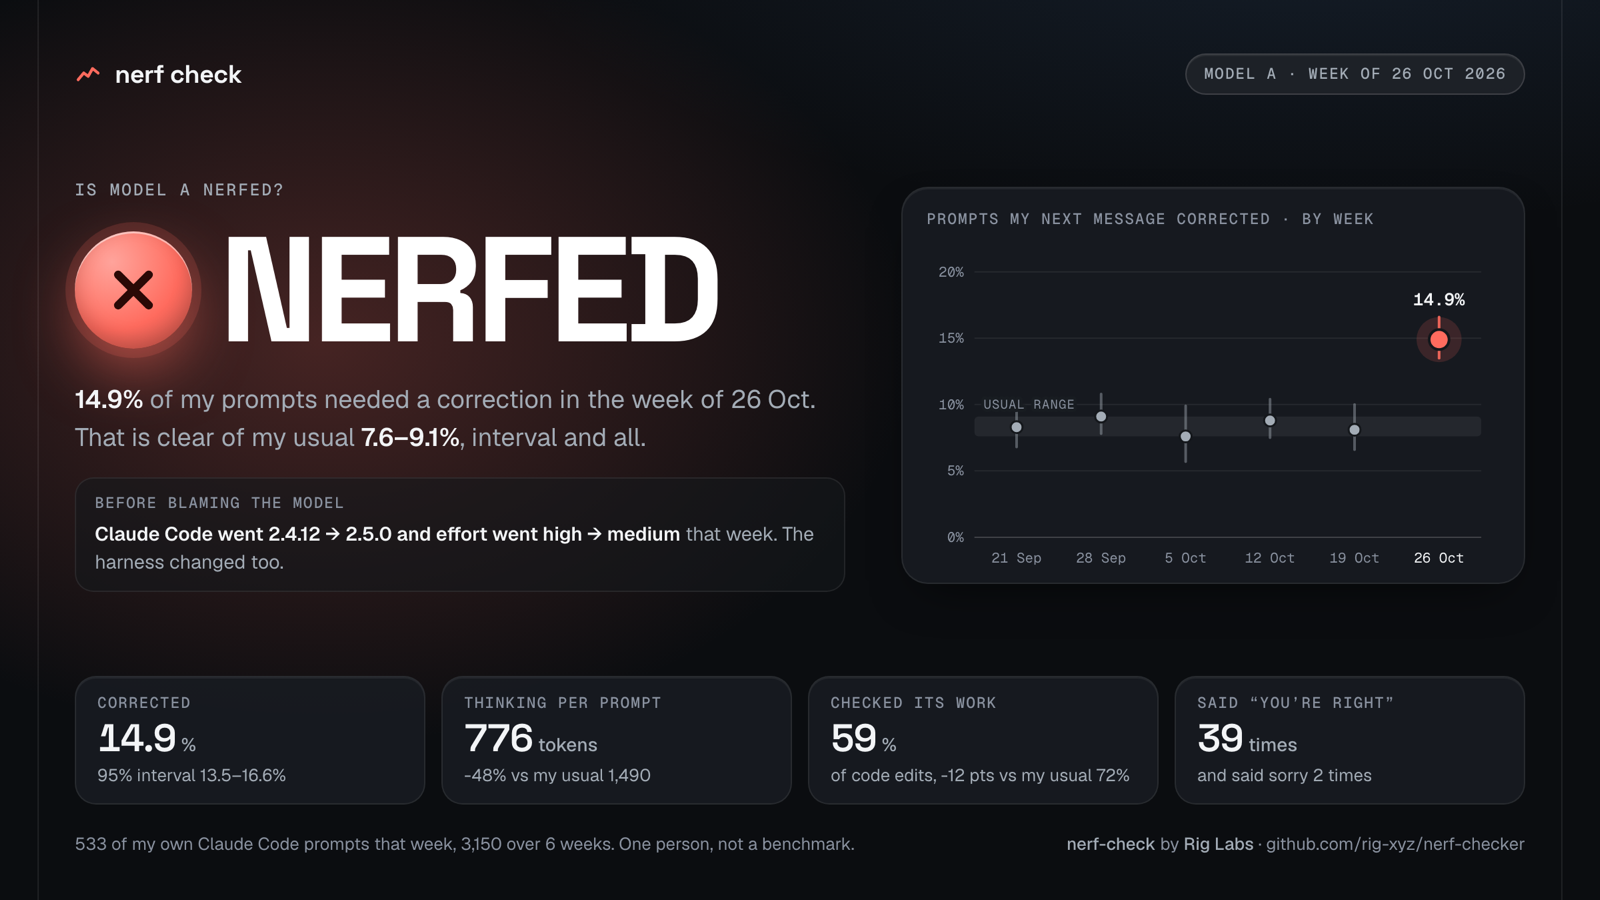 nerf check
MODEL A · WEEK OF 26 OCT 2026
IS MODEL A NERFED?
NERFED
14.9% of my prompts needed a correction in the week of 26 Oct.
That is clear of my usual 7.6–9.1%, interval and all.
BEFORE BLAMING THE MODEL
Claude Code went 2.4.12 → 2.5.0 and effort went high → medium that week. The
harness changed too.
PROMPTS MY NEXT MESSAGE CORRECTED · BY WEEK
20%
14.9%
15%
10%
USUAL RANGE
5%
0%
21 Sep
28 Sep
5 Oct
12 Oct
19 Oct
26 Oct
CORRECTED
14.9 %
95% interval 13.5–16.6%
THINKING PER PROMPT
776 tokens
-48% vs my usual 1,490
CHECKED ITS WORK
59 %
of code edits, -12 pts vs my usual 72%
SAID “YOU’RE RIGHT”
39 times
and said sorry 2 times
533 of my own Claude Code prompts that week, 3,150 over 6 weeks. One person, not a benchmark.
nerf-check by Rig Labs · github.com/rig-xyz/nerf-checker